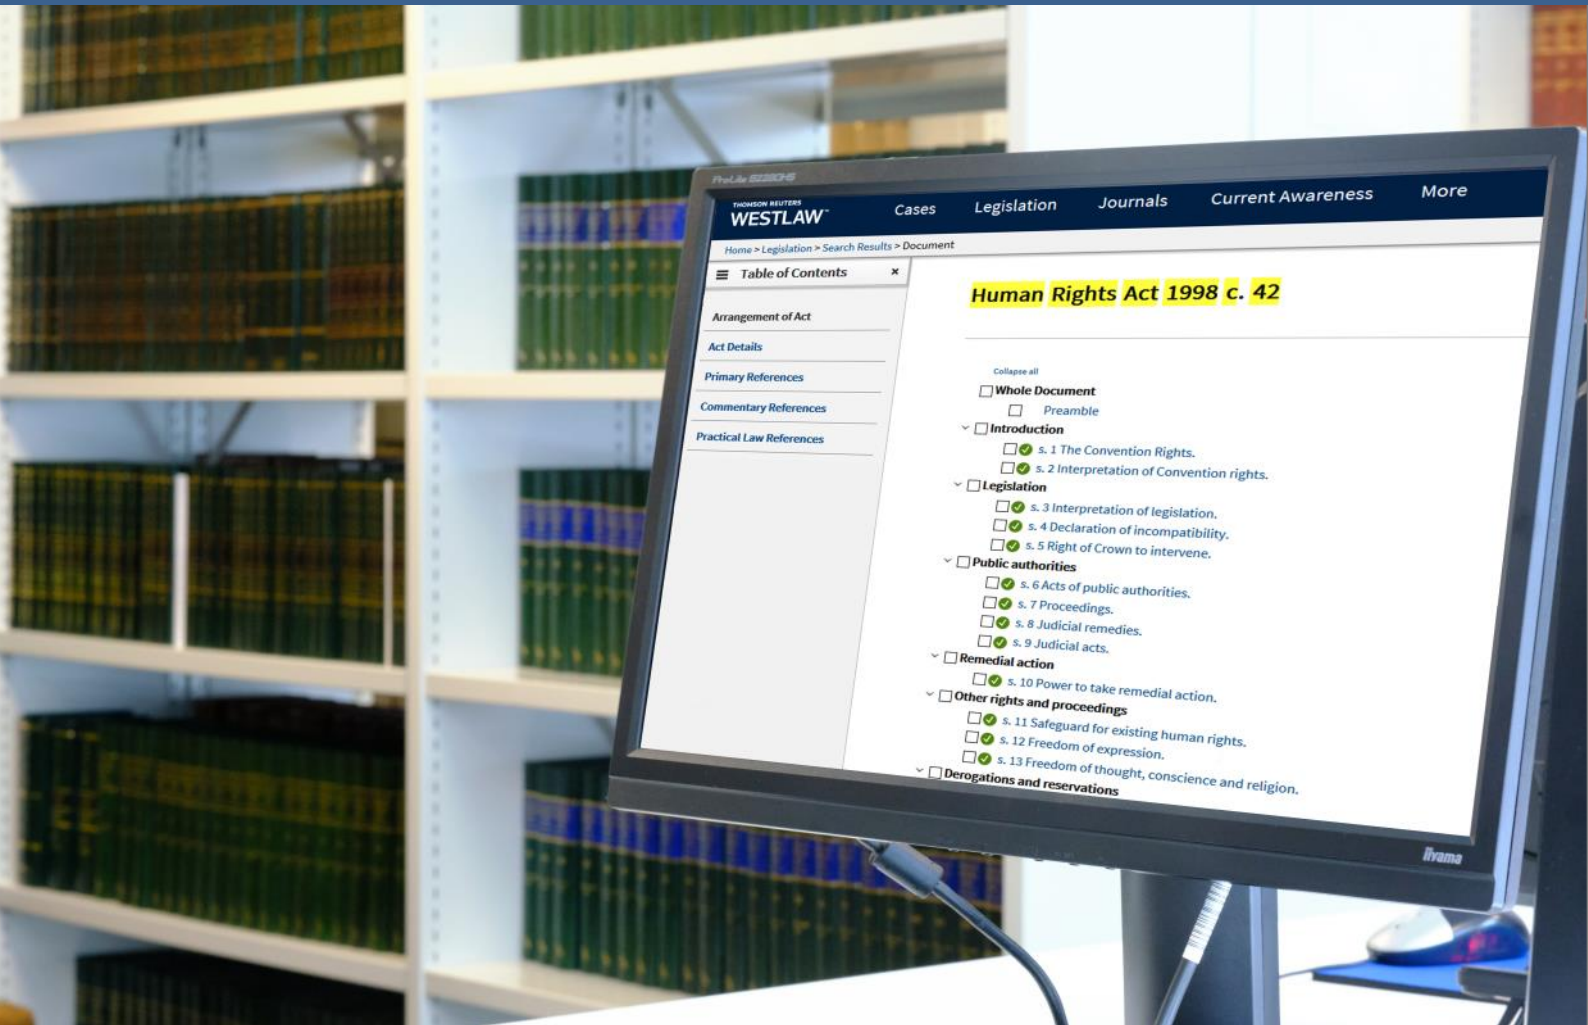 THOMSON REUTERS
WESTLAW™
Cases
Legislation
Journals
Current Awareness
More
Home > Legislation > Search Results > Document
Table of Contents ×
Arrangement of Act
Act Details
Primary References
Commentary References
Practical Law References
Human Rights Act 1998 c. 42
Collapse all
Whole Document
Preamble
Introduction
s. 1 The Convention Rights.
s. 2 Interpretation of Convention rights.
Legislation
s. 3 Interpretation of legislation.
s. 4 Declaration of incompatibility.
s. 5 Right of Crown to intervene.
Public authorities
s. 6 Acts of public authorities.
s. 7 Proceedings.
s. 8 Judicial remedies.
s. 9 Judicial acts.
Remedial action
s. 10 Power to take remedial action.
Other rights and proceedings
s. 11 Safeguard for existing human rights.
s. 12 Freedom of expression.
s. 13 Freedom of thought, conscience and religion.
Derogations and reservations
iiyama